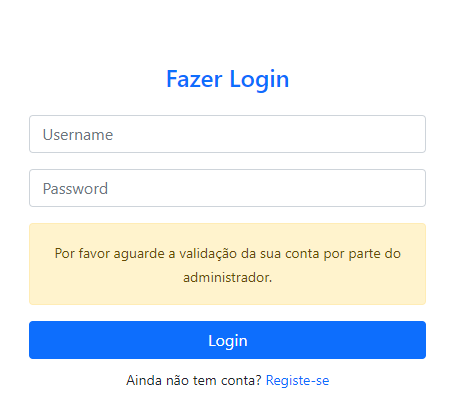 Fazer Login
Username
Password
Por favor aguarde a validação da sua conta por parte do
administrador.
Login
Ainda não tem conta? Registe-se